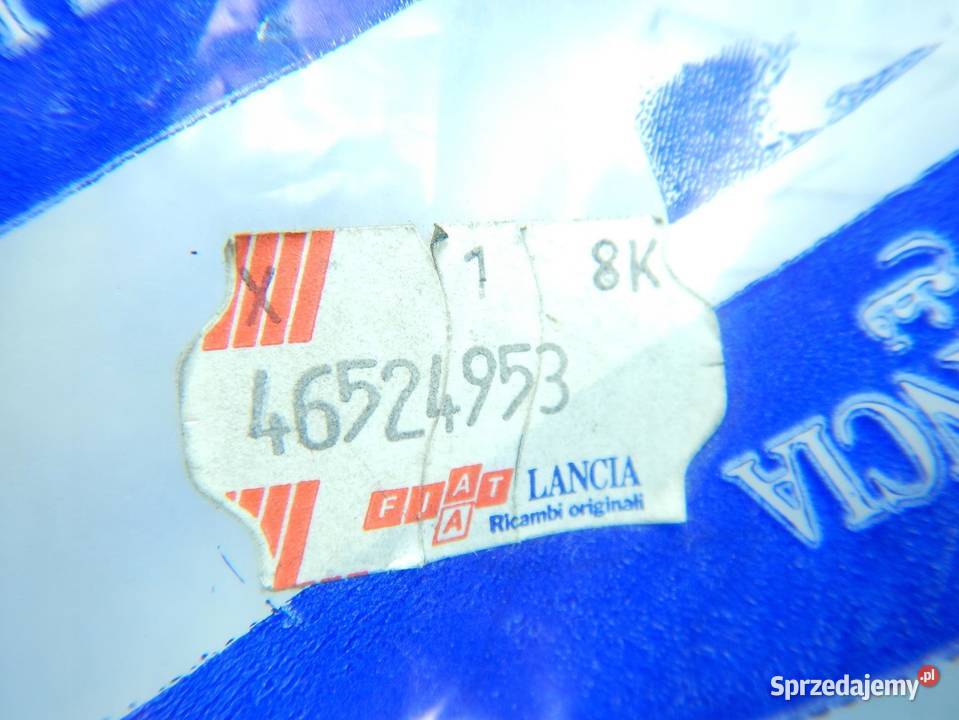 X 1 8K
46524953
FIAT LANCIA
Ricambi originali
Sprzedajemy.pl